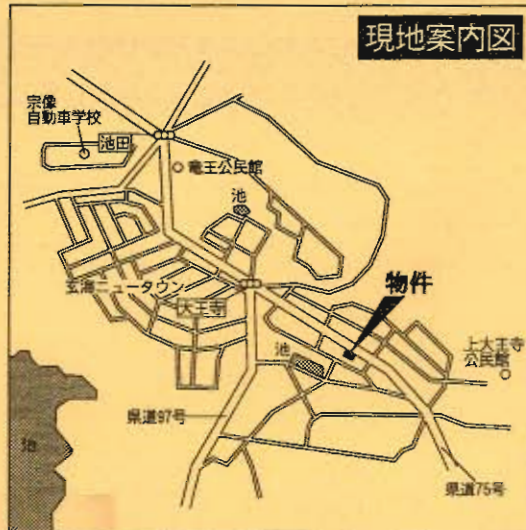 現地案内図
宗像
自動車学校
池田
竜王公民館
池
玄海ニュータウン
大王寺
物件
上大王寺
公民館
池
県道97号
池
県道75号